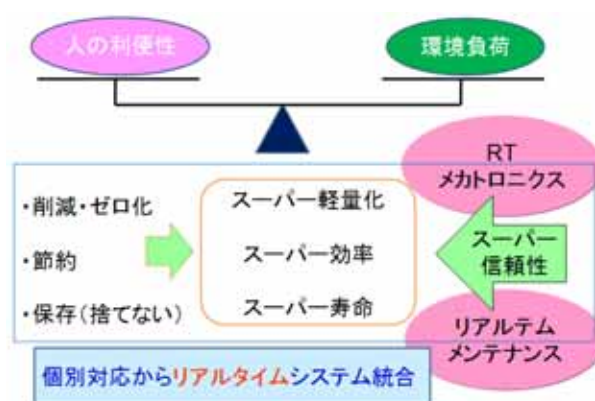 人の利便性
環境負荷
RT
メカトロニクス
・削減・ゼロ化
・節約
・保存(捨てない)
スーパー軽量化
スーパー効率
スーパー寿命
スーパー
信頼性
リアルテム
メンテナンス
個別対応からリアルタイムシステム統合